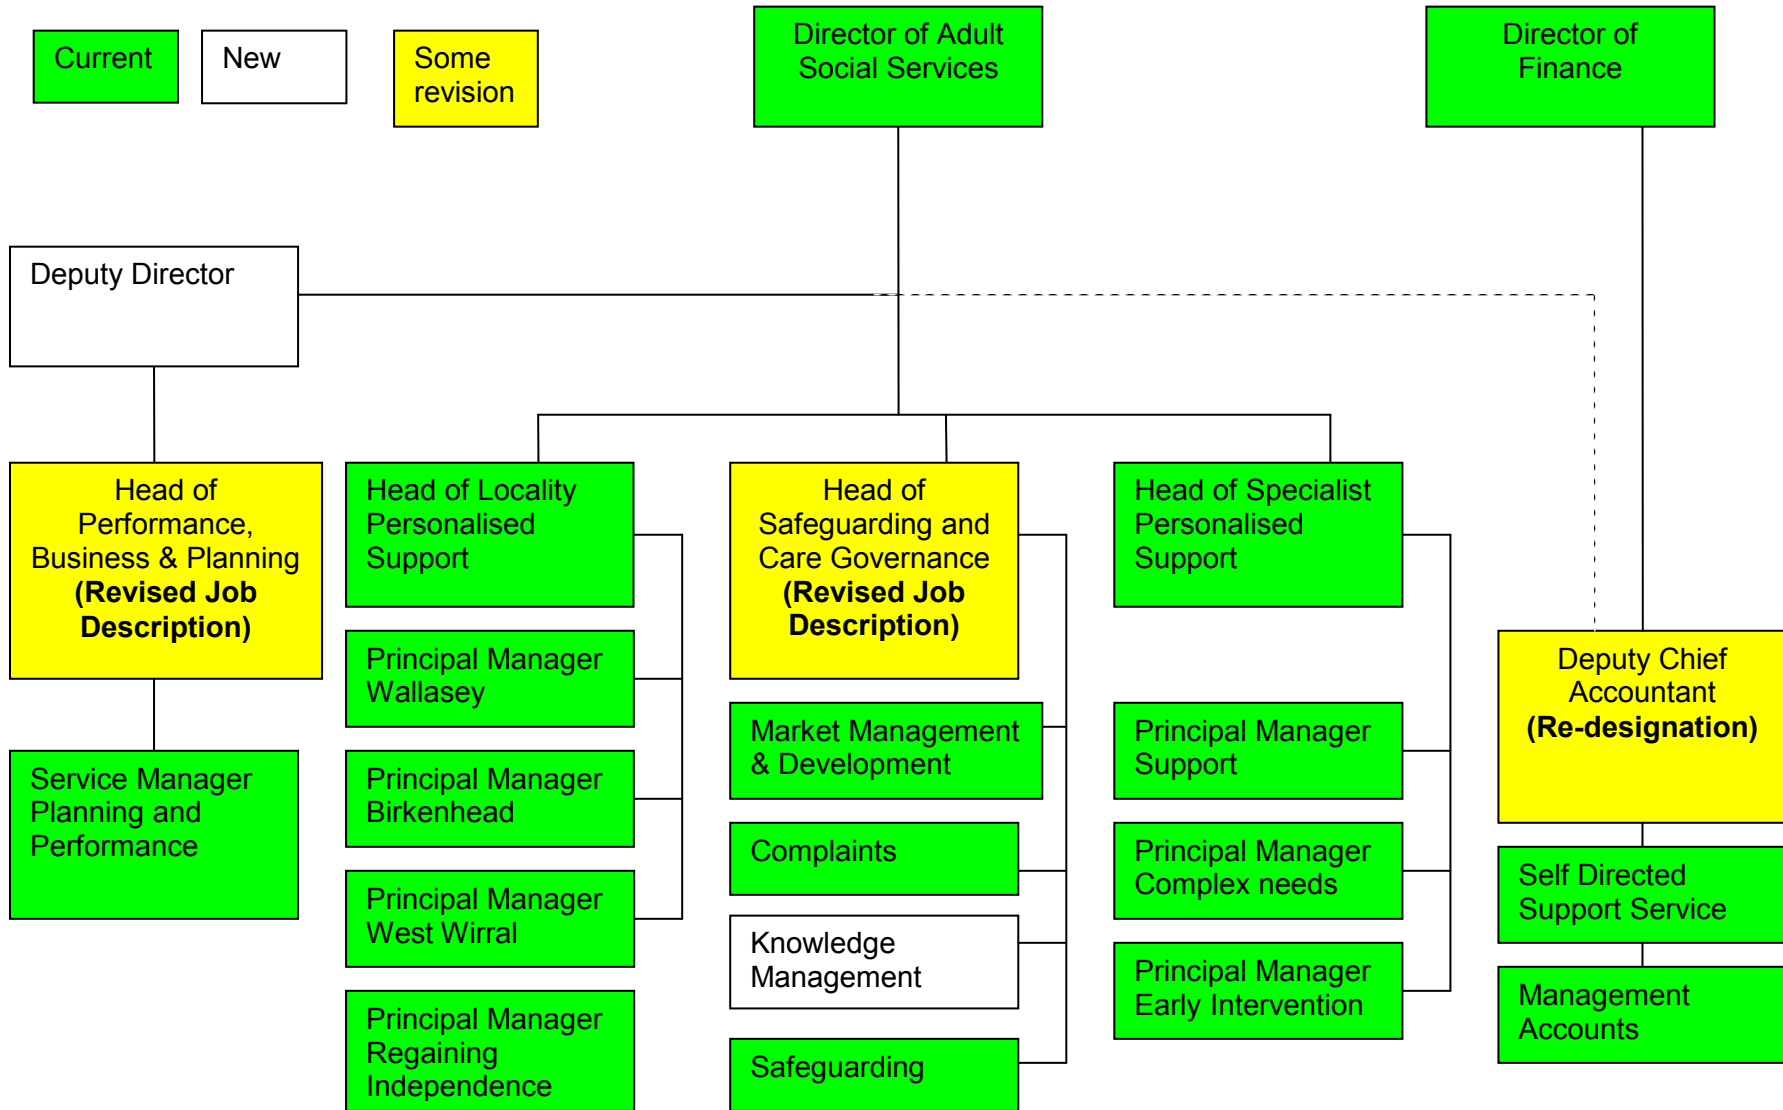 Current
New
Some
revision
Director of Adult
Social Services
Director of
Finance
Deputy Director
Head of
Performance,
Business & Planning
(Revised Job
Description)
Head of Locality
Personalised
Support
Head of
Safeguarding and
Care Governance
(Revised Job
Description)
Head of Specialist
Personalised
Support
Deputy Chief
Accountant
(Re-designation)
Service Manager
Planning and
Performance
Principal Manager
Wallasey
Principal Manager
Birkenhead
Principal Manager
West Wirral
Principal Manager
Regaining
Independence
Market Management
& Development
Complaints
Knowledge
Management
Safeguarding
Principal Manager
Support
Principal Manager
Complex needs
Principal Manager
Early Intervention
Self Directed
Support Service
Management
Accounts